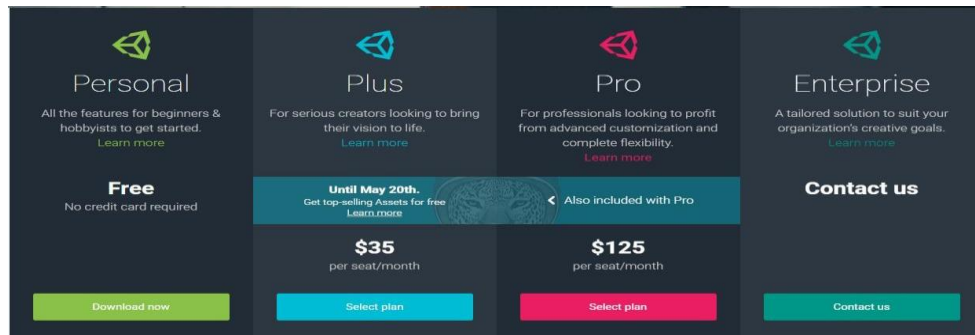 Personal
All the features for beginners &
hobbyists to get started.
Learn more
Free
No credit card required
Download now
Plus
For serious creators looking to bring
their vision to life.
Learn more
Until May 20th.
Get top-selling Assets for free
Learn more
$35
per seat/month
Select plan
Pro
For professionals looking to profit
from advanced customization and
complete flexibility.
Learn more
Also included with Pro
$125
per seat/month
Select plan
Enterprise
A tailored solution to suit your
organization's creative goals.
Learn more
Contact us
Contact us